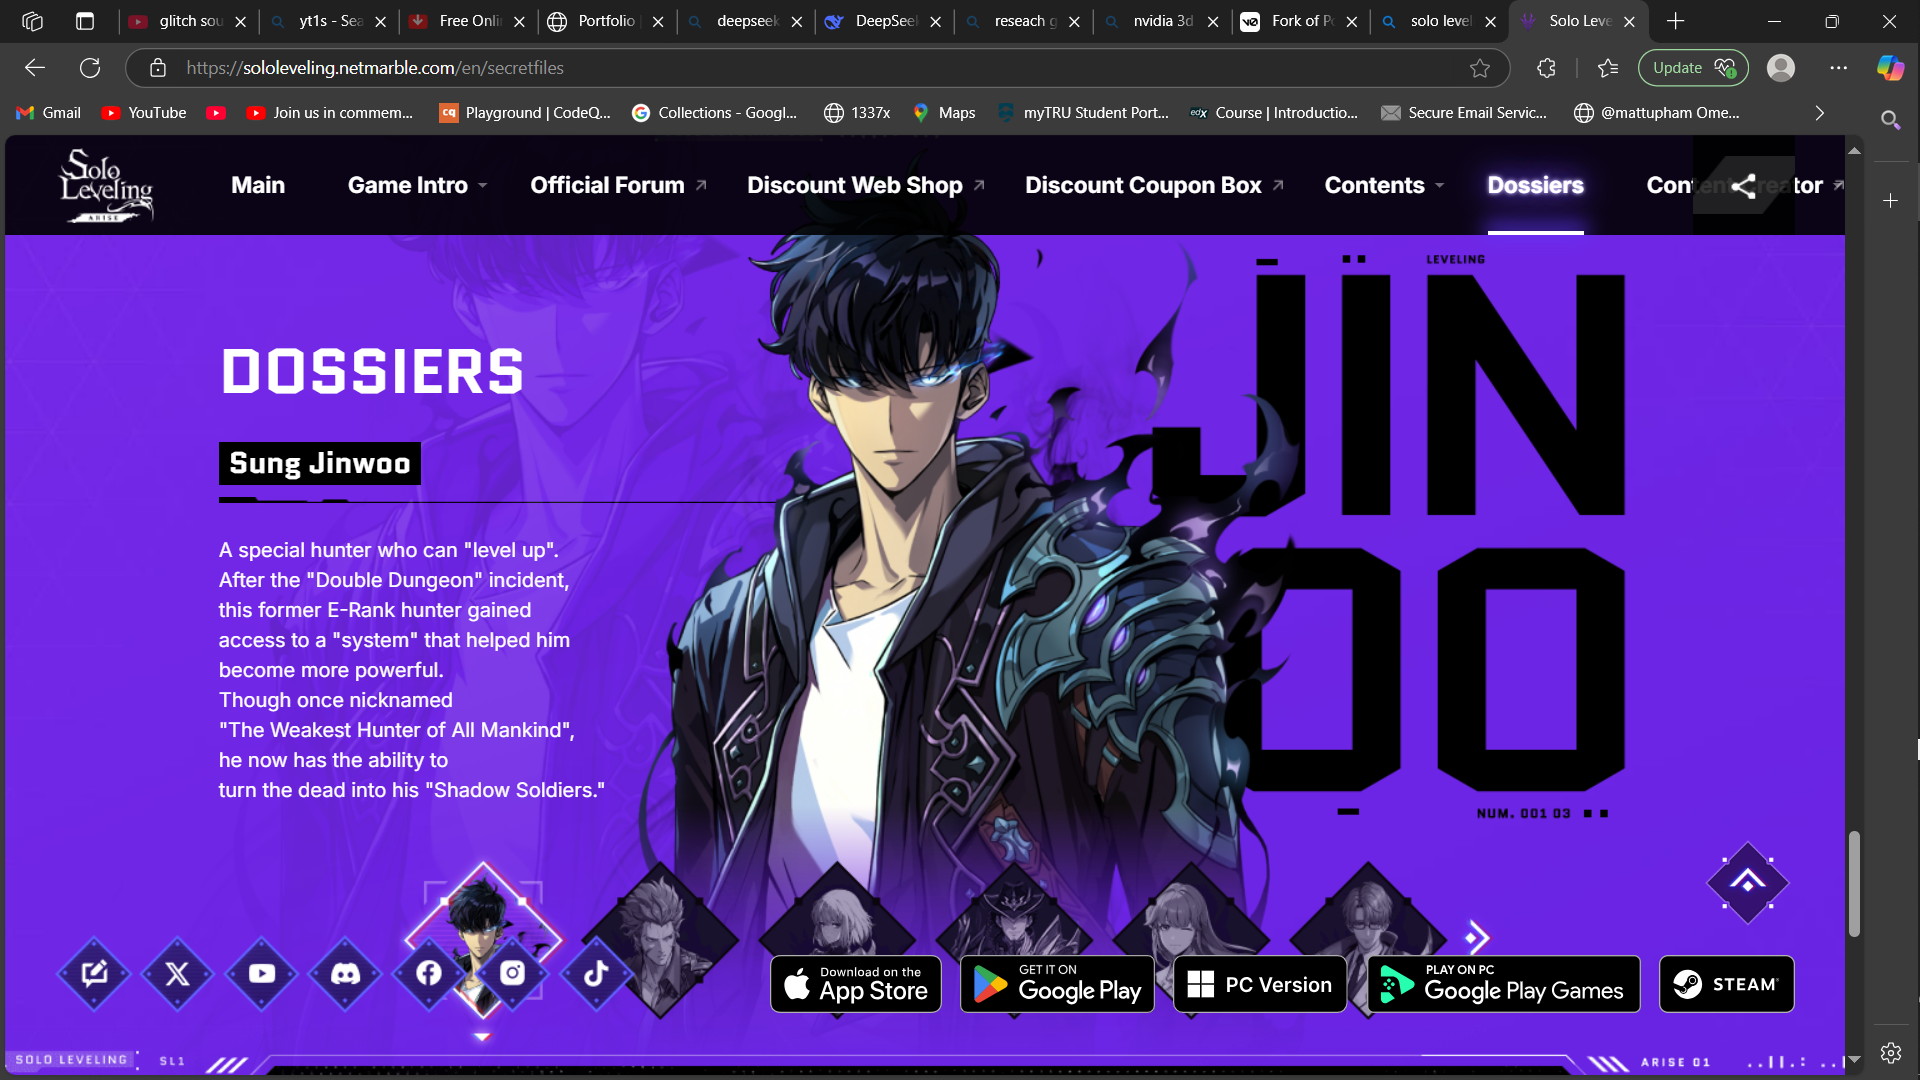 glitch sou
yt1s - Sea
Free Onli
Portfolio
deepseek
DeepSeek
reseach g
nvidia 3d
Fork of Po
solo level
Solo Leve
https://sololeveling.netmarble.com/en/secretfiles
Update
Gmail
YouTube
Join us in commem...
Playground | CodeQ...
Collections - Googl...
1337x
Maps
myTRU Student Port...
Course | Introductio...
Secure Email Servic...
@mattupham Ome...
Solo Leveling ARISE
Main
Game Intro
Official Forum
Discount Web Shop
Discount Coupon Box
Contents
Dossiers
LEVELING
JIN
OO
NUM. 001 03
DOSSIERS
Sung Jinwoo
A special hunter who can "level up".
After the "Double Dungeon" incident,
this former E-Rank hunter gained
access to a "system" that helped him
become more powerful.
Though once nicknamed
"The Weakest Hunter of All Mankind",
he now has the ability to
turn the dead into his "Shadow Soldiers."
Download on the
App Store
GET IT ON
Google Play
PC Version
PLAY ON PC
Google Play Games
STEAM
SOLO LEVELING
SL1
ARISE 01